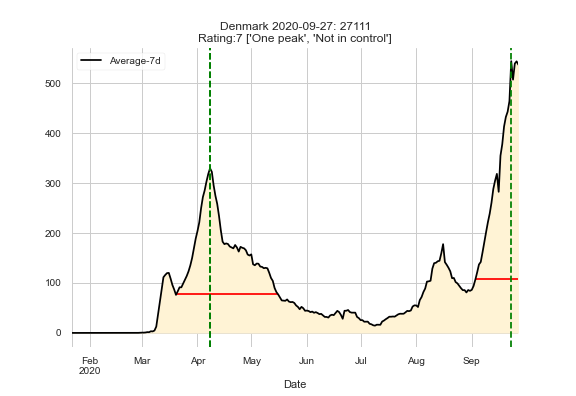 Denmark 2020-09-27: 27111
Rating:7 ['One peak', 'Not in control']
Average-7d
500
400
300
200
100
0
Feb Mar Apr May Jun Jul Aug Sep
2020
Date